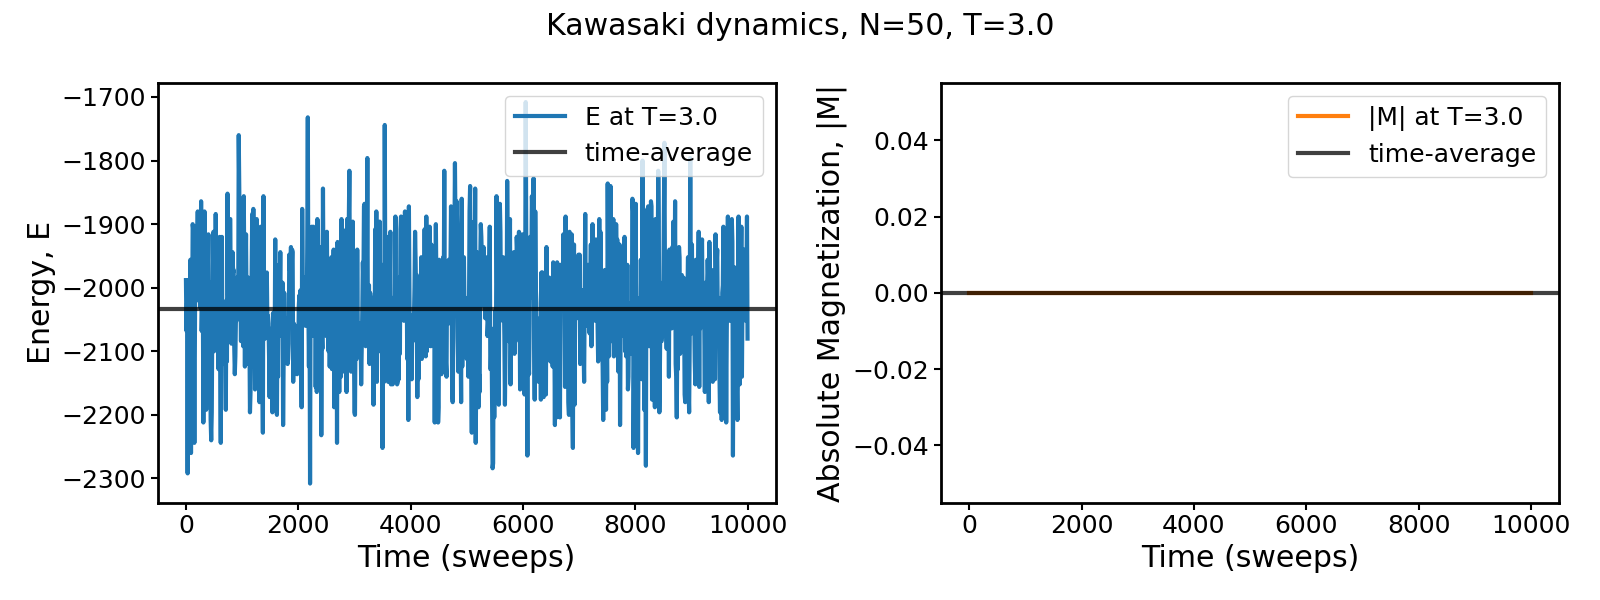 Kawasaki dynamics, N=50, T=3.0
Energy, E
−1700
−1800
−1900
−2000
−2100
−2200
−2300
E at T=3.0
time-average
0
2000
4000
6000
8000
10000
Time (sweeps)
Absolute Magnetization, |M|
0.04
0.02
0.00
−0.02
−0.04
|M| at T=3.0
time-average
0
2000
4000
6000
8000
10000
Time (sweeps)